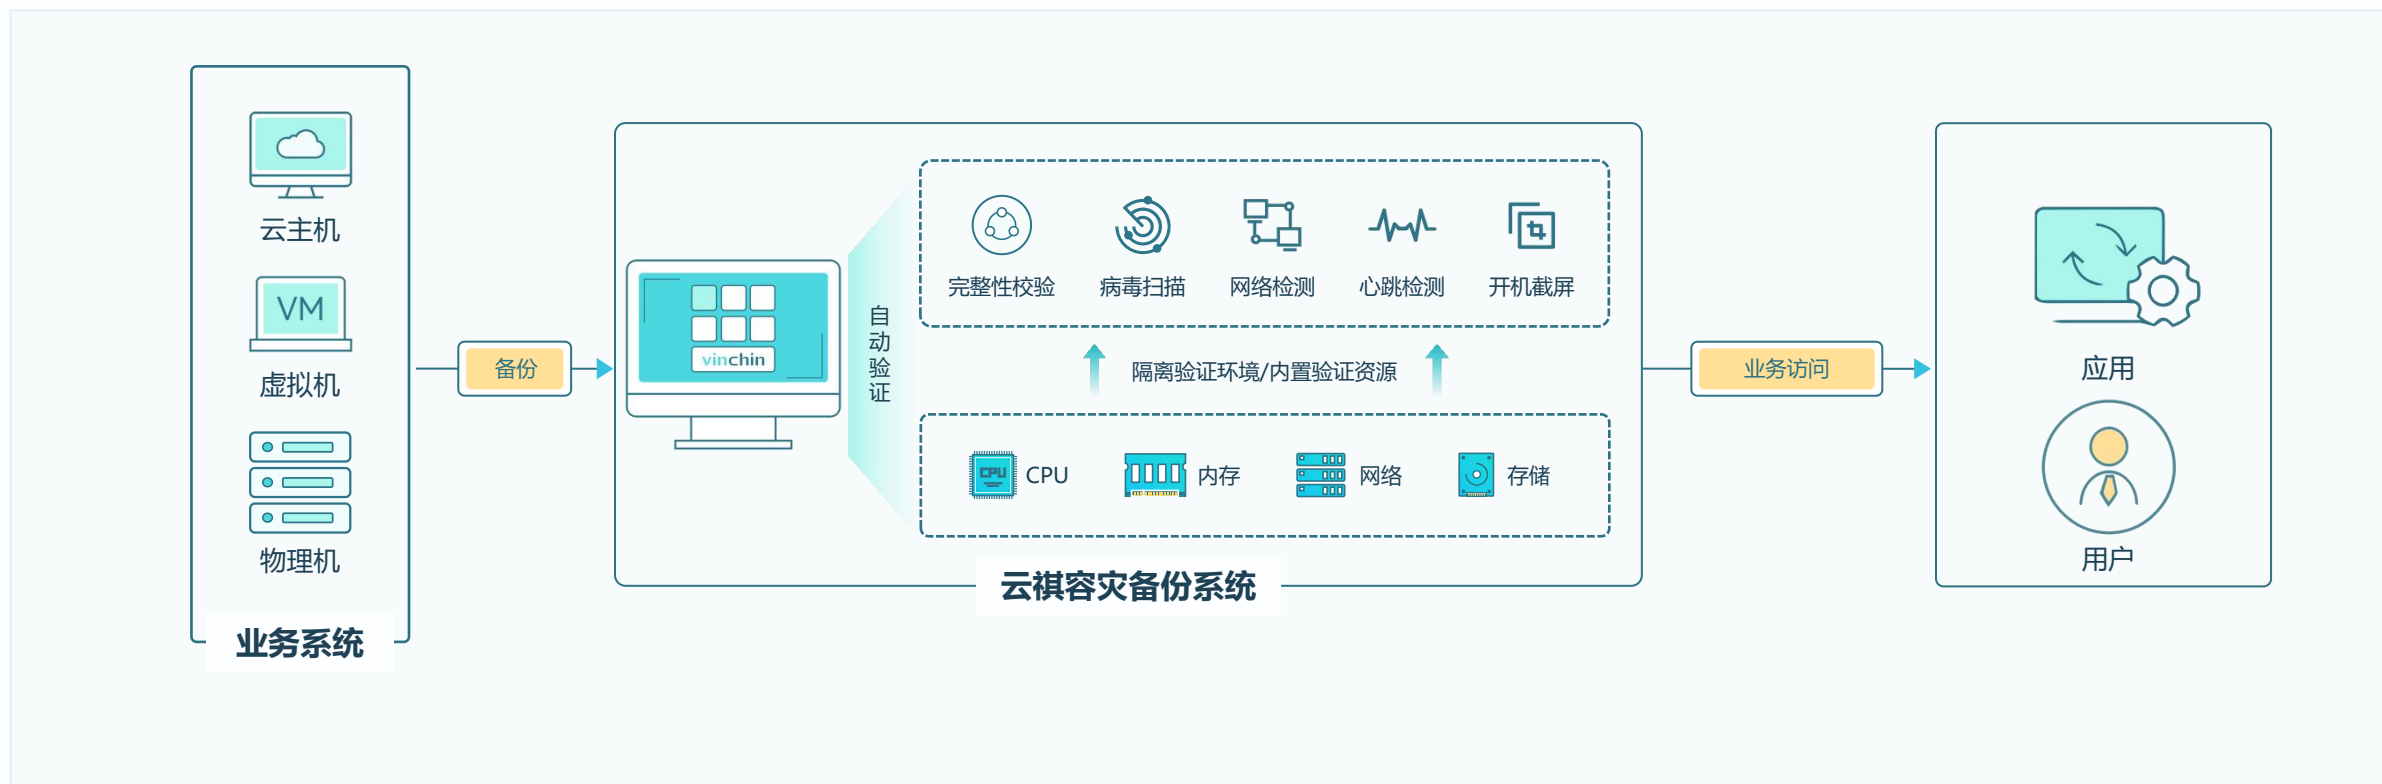 云主机
VM
虚拟机
物理机
业务系统
备份
vinchin
自动验证
完整性校验
病毒扫描
网络检测
心跳检测
开机截屏
隔离验证环境/内置验证资源
CPU
CPU
内存
网络
存储
云祺容灾备份系统
业务访问
应用
用户